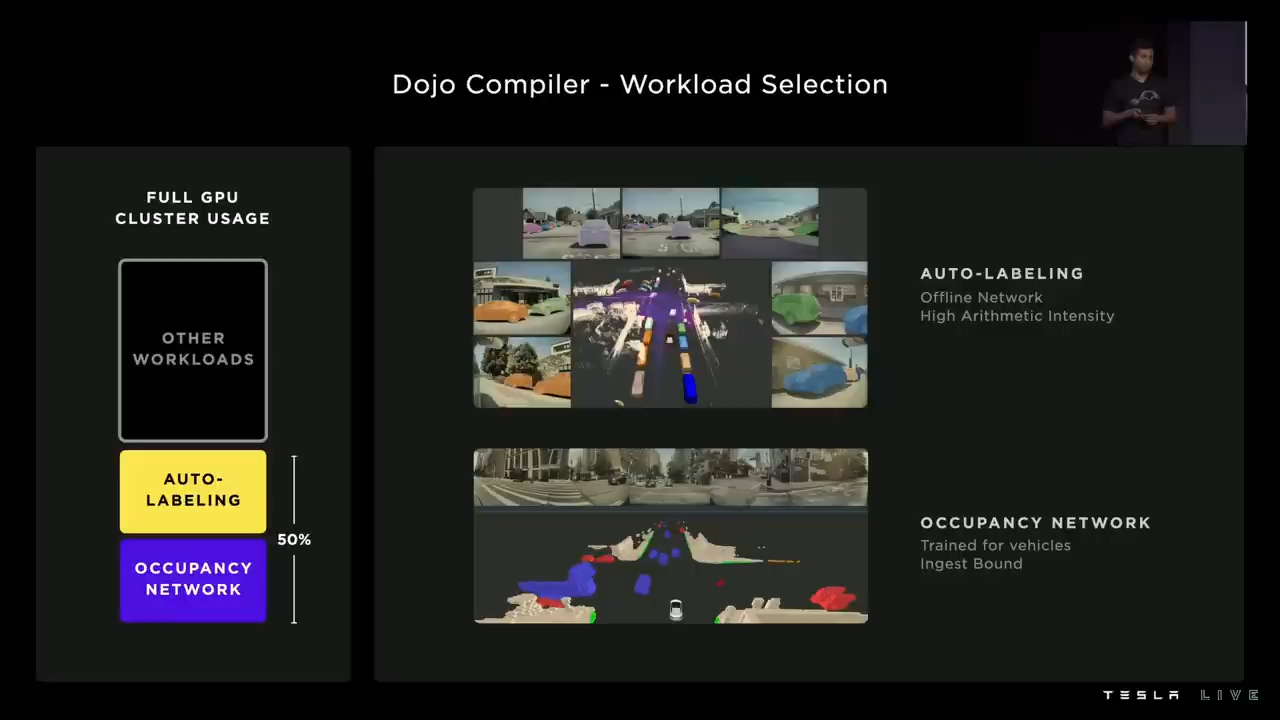 Dojo Compiler - Workload Selection
FULL GPU
CLUSTER USAGE
OTHER
WORKLOADS
AUTO-
LABELING
OCCUPANCY
NETWORK
50%
AUTO-LABELING
Offline Network
High Arithmetic Intensity
OCCUPANCY NETWORK
Trained for vehicles
Ingest Bound
TESLA LIVE